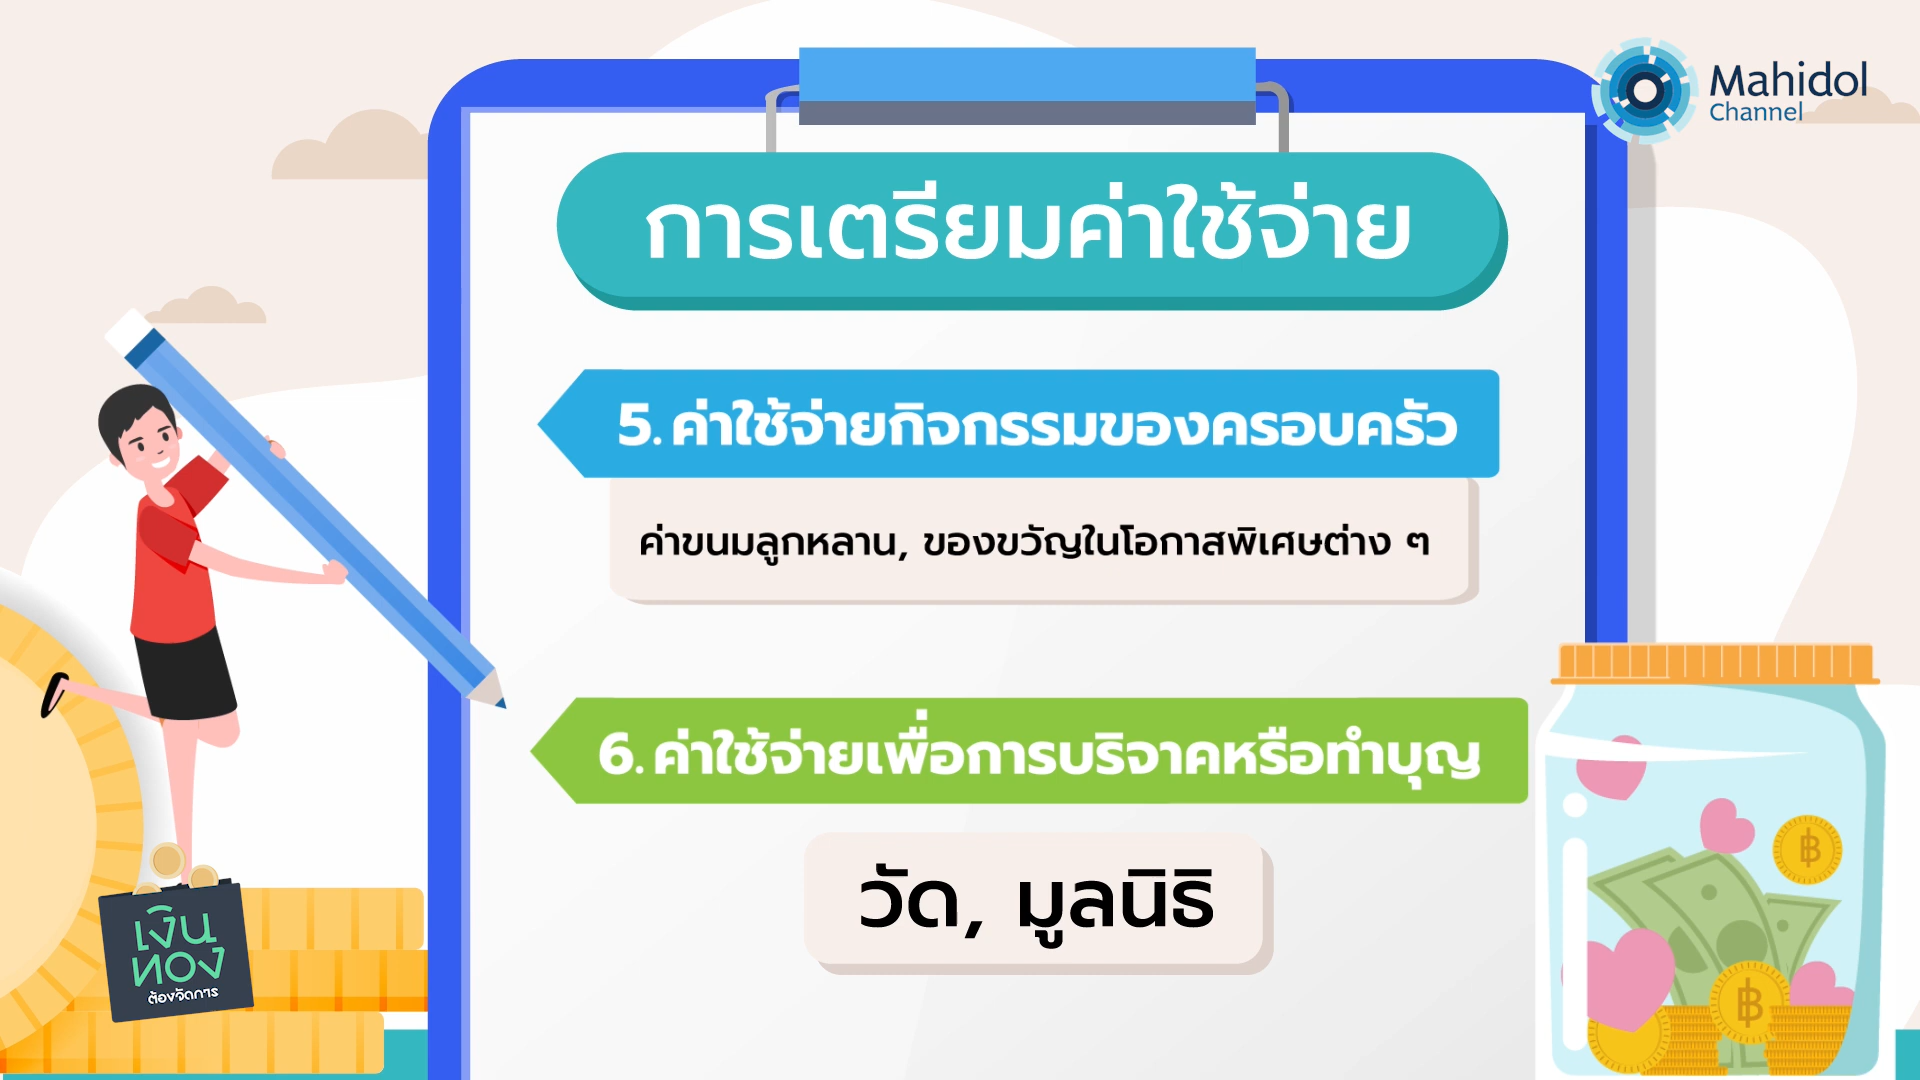 Mahidol
Channel
การเตรียมค่าใช้จ่าย
5. ค่าใช้จ่ายกิจกรรมของครอบครัว
ค่าขนมลูกหลาน, ของขวัญในโอกาสพิเศษต่าง ๆ
6. ค่าใช้จ่ายเพื่อการบริจาคหรือทำบุญ
วัด, มูลนิธิ
เงิน
ทอง
ต้องจัดการ
฿
฿